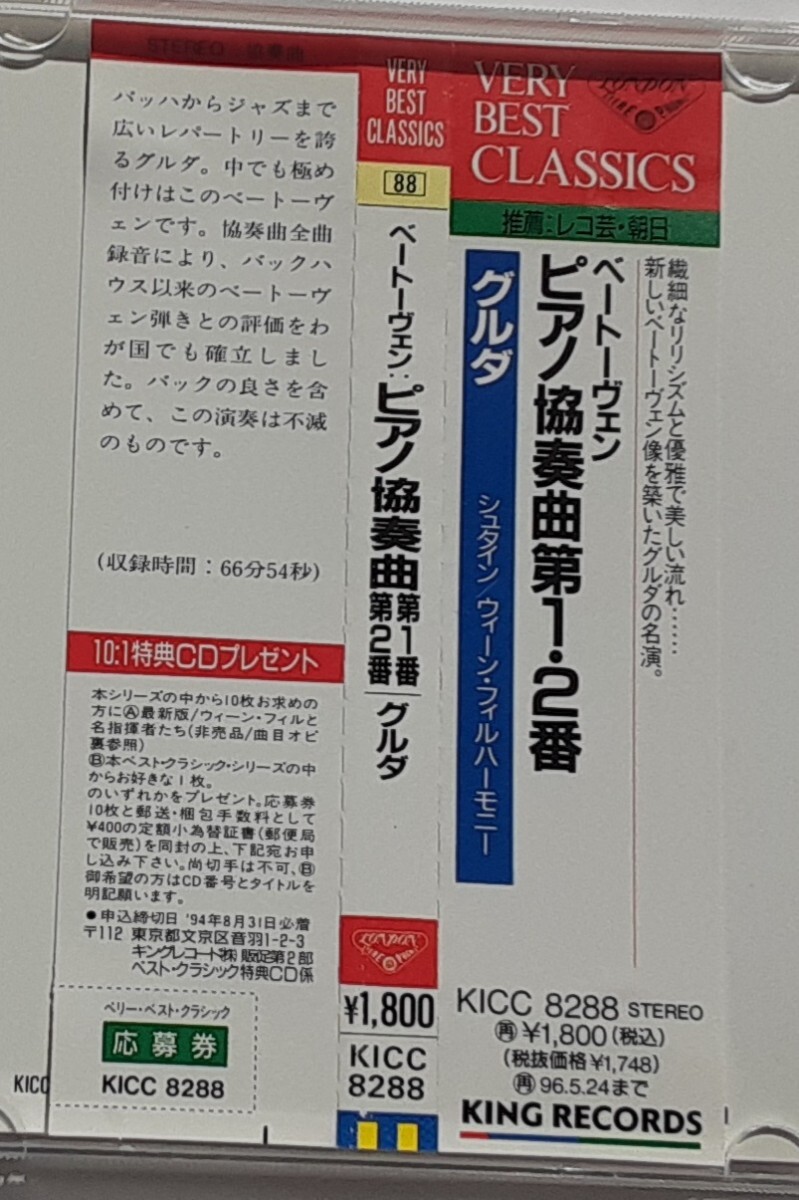 STEREO 協奏曲
バッハからジャズまで
広いレパートリーを誇
るグルダ。中でも極め
付けはこのベートーヴ
ェンです。協奏曲全曲
録音により、バックハ
ウス以来のベートーヴ
ェン弾きとの評価をわ
が国でも確立しまし
た。バックの良さを含
めて、この演奏は不滅
のものです。
(収録時間：66分54秒)
10:1特典CDプレゼント
本シリーズの中から10枚お求めの
方にⒶ最新版/ウィーン・フィルと
名指揮者たち(非売品/曲目オビ
裏参照)
Ⓑ本ベスト・クラシック・シリーズの中
からお好きな1枚。
のいずれかをプレゼント。応募券
10枚と郵送・梱包手数料として
¥400の定額小為替証書(郵便局
で販売)を同封の上、下記宛お申
し込み下さい。尚切手は不可、Ⓑ
御希望の方はCD番号とタイトルを
明記願います。
●申込締切日 '94年8月31日必着
〒112 東京都文京区音羽1-2-3
キングレコード㈱ 販促第2部
ベスト・クラシック特典CD係
ベリー・ベスト・クラシック
応募券
KICC 8288
KICC
VERY
BEST
CLASSICS
88
ベートーヴェン：ピアノ協奏曲 第1番 第2番／グルダ
LONDON
¥1,800
KICC
8288
VERY
BEST
CLASSICS
LONDON
推薦：レコ芸・朝日
繊細なリリシズムと優雅で美しい流れ……
新しいベートーヴェン像を築いたグルダの名演。
ベートーヴェン
ピアノ協奏曲第1・2番
グルダ
シュタイン／ウィーン・フィルハーモニー
KICC 8288 STEREO
㊢¥1,800(税込)
(税抜価格¥1,748)
㊢96.5.24まで
KING RECORDS